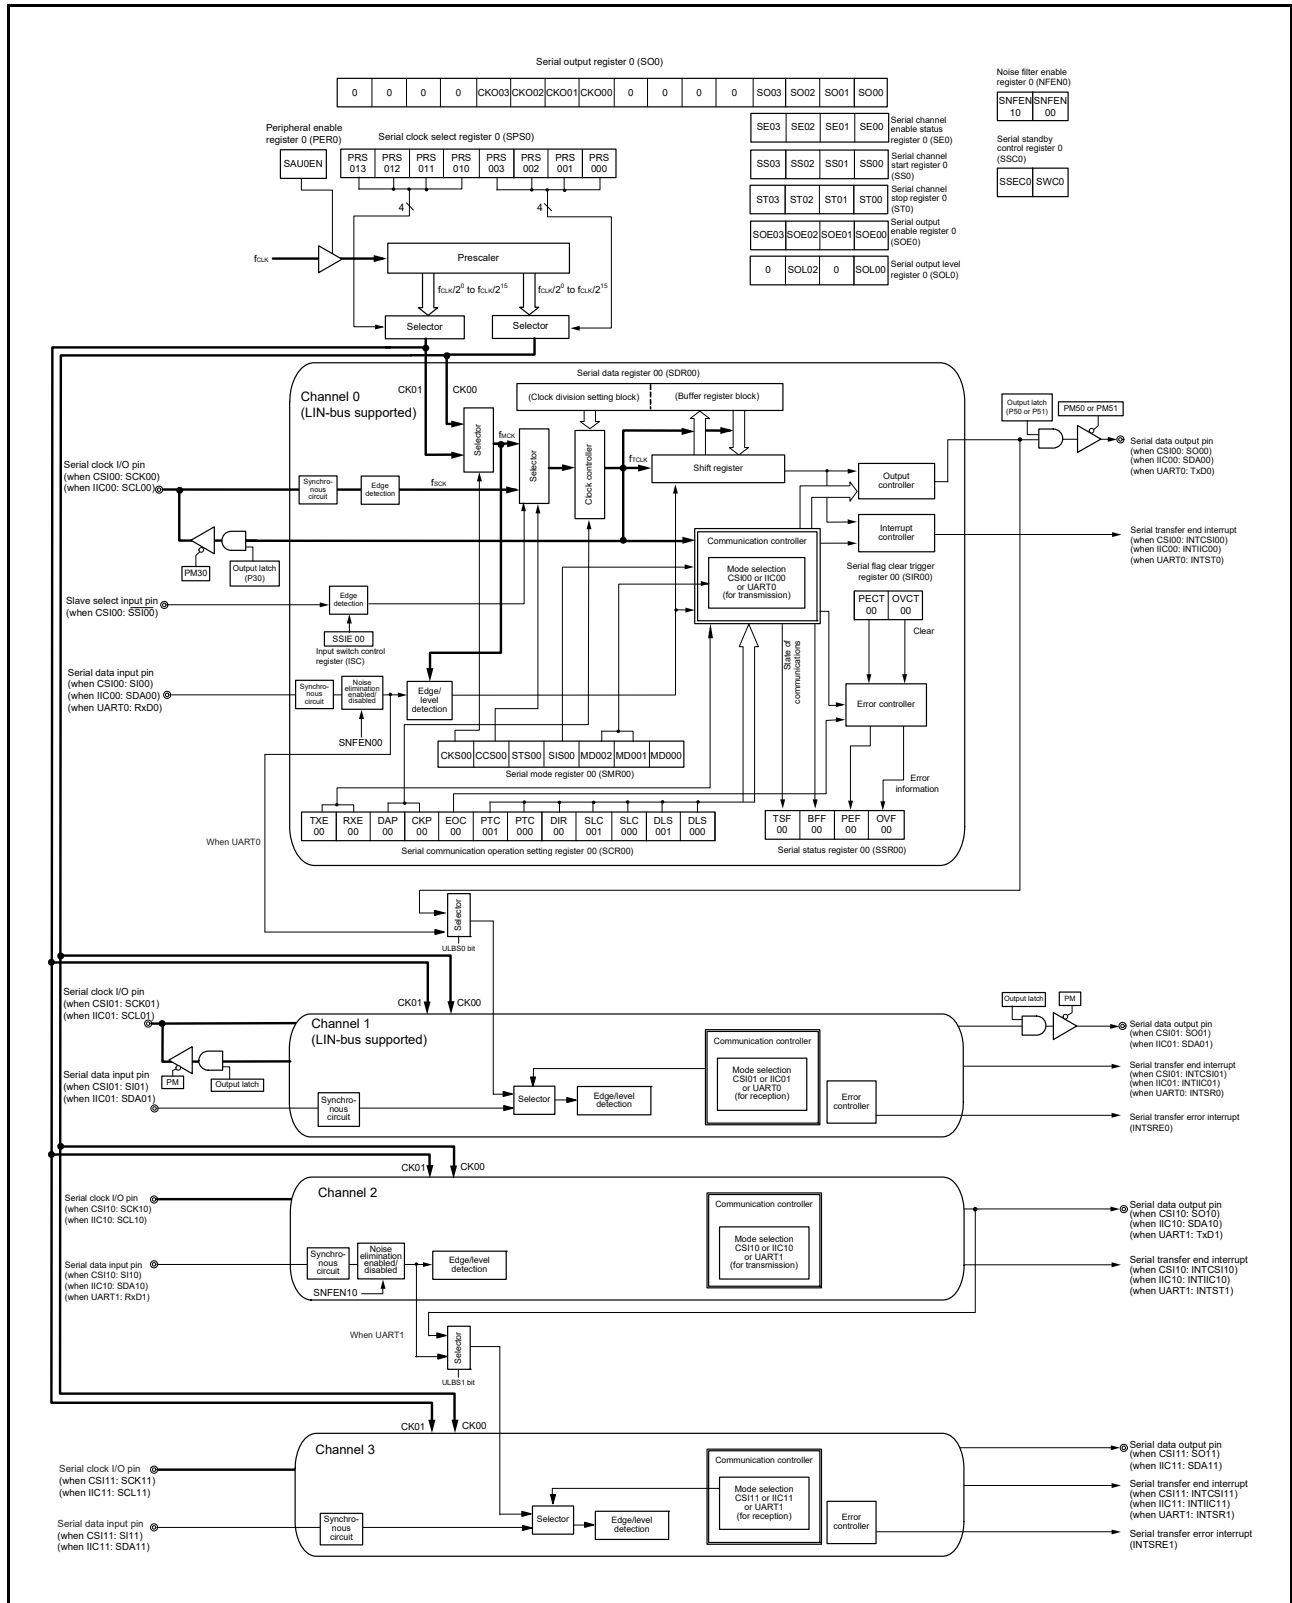 Serial output register 0 (SO0)
0 0 0 0 CKO03 CKO02 CKO01 CKO00 0 0 0 0 SO03 SO02 SO01 SO00
Noise filter enable
register 0 (NFEN0)
SNFEN
10
SNFEN
00
Peripheral enable
register 0 (PER0)
SAU0EN
Serial clock select register 0 (SPS0)
PRS
013
PRS
012
PRS
011
PRS
010
PRS
003
PRS
002
PRS
001
PRS
000
4
4
SE03 SE02 SE01 SE00
Serial channel
enable status
register 0 (SE0)
SS03 SS02 SS01 SS00
Serial channel
start register 0
(SS0)
ST03 ST02 ST01 ST00
Serial channel
stop register 0
(ST0)
SOE03 SOE02 SOE01 SOE00
Serial output
enable register 0
(SOE0)
0 SOL02 0 SOL00
Serial output level
register 0 (SOL0)
Serial standby
control register 0
(SSC0)
SSEC0 SWC0
fCLK
Prescaler
fCLK/2⁰ to fCLK/2¹⁵
fCLK/2⁰ to fCLK/2¹⁵
Selector
Selector
Channel 0
(LIN-bus supported)
CK01
CK00
Serial data register 00 (SDR00)
(Clock division setting block)
(Buffer register block)
Selector
fMCK
Selector
Clock controller
fTCLK
Shift register
Output
controller
Interrupt
controller
Output latch
(P50 or P51)
PM50 or PM51
Serial data output pin
(when CSI00: SO00)
(when IIC00: SDA00)
(when UART0: TxD0)
Serial clock I/O pin
(when CSI00: SCK00)
(when IIC00: SCL00)
Synchro-
nous
circuit
Edge
detection
fSCK
PM30
Output latch
(P30)
Communication controller
Mode selection
CSI00 or IIC00
or UART0
(for transmission)
Serial transfer end interrupt
(when CSI00: INTCSI00)
(when IIC00: INTIIC00)
(when UART0: INTST0)
Serial flag clear trigger
register 00 (SIR00)
PECT
00
OVCT
00
Clear
Slave select input pin
(when CSI00: SSI00)
Edge
detection
SSIE 00
Input switch control
register (ISC)
State of
communications
Serial data input pin
(when CSI00: SI00)
(when IIC00: SDA00)
(when UART0: RxD0)
Synchro-
nous
circuit
Noise
elimination
enabled/
disabled
Edge/
level
detection
SNFEN00
Error controller
CKS00 CCS00 STS00 SIS00 MD002 MD001 MD000
Serial mode register 00 (SMR00)
Error
information
TXE
00
RXE
00
DAP
00
CKP
00
EOC
00
PTC
001
PTC
000
DIR
00
SLC
001
SLC
000
DLS
001
DLS
000
Serial communication operation setting register 00 (SCR00)
TSF
00
BFF
00
PEF
00
OVF
00
Serial status register 00 (SSR00)
When UART0
Selector
ULBS0 bit
CK01
CK00
Serial clock I/O pin
(when CSI01: SCK01)
(when IIC01: SCL01)
Channel 1
(LIN-bus supported)
PM
Output latch
Serial data input pin
(when CSI01: SI01)
(when IIC01: SDA01)
Synchro-
nous
circuit
Selector
Edge/level
detection
Communication controller
Mode selection
CSI01 or IIC01
or UART0
(for reception)
Error
controller
Output latch
PM
Serial data output pin
(when CSI01: SO01)
(when IIC01: SDA01)
Serial transfer end interrupt
(when CSI01: INTCSI01)
(when IIC01: INTIIC01)
(when UART0: INTSR0)
Serial transfer error interrupt
(INTSRE0)
CK01
CK00
Channel 2
Serial clock I/O pin
(when CSI10: SCK10)
(when IIC10: SCL10)
Serial data input pin
(when CSI10: SI10)
(when IIC10: SDA10)
(when UART1: RxD1)
Synchro-
nous
circuit
Noise
elimination
enabled/
disabled
SNFEN10
Edge/level
detection
Communication controller
Mode selection
CSI10 or IIC10
or UART1
(for transmission)
Serial data output pin
(when CSI10: SO10)
(when IIC10: SDA10)
(when UART1: TxD1)
Serial transfer end interrupt
(when CSI10: INTCSI10)
(when IIC10: INTIIC10)
(when UART1: INTST1)
When UART1
Selector
ULBS1 bit
CK01
CK00
Channel 3
Serial clock I/O pin
(when CSI11: SCK11)
(when IIC11: SCL11)
Serial data input pin
(when CSI11: SI11)
(when IIC11: SDA11)
Synchro-
nous
circuit
Selector
Edge/level
detection
Communication controller
Mode selection
CSI11 or IIC11
or UART1
(for reception)
Error
controller
Serial data output pin
(when CSI11: SO11)
(when IIC11: SDA11)
Serial transfer end interrupt
(when CSI11: INTCSI11)
(when IIC11: INTIIC11)
(when UART1: INTSR1)
Serial transfer error interrupt
(INTSRE1)